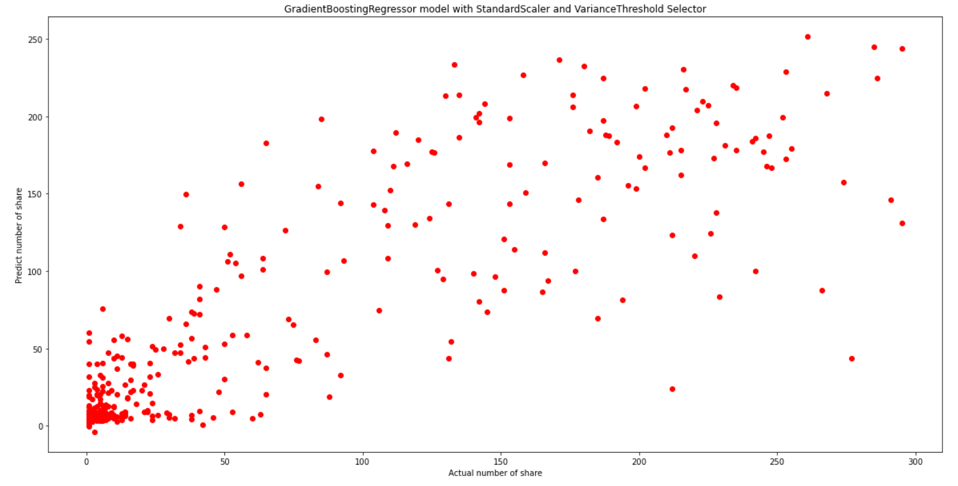 GradientBoostingRegressor model with StandardScaler and VarianceThreshold Selector
250
200
150
100
50
0
Predict number of share
0 50 100 150 200 250 300
Actual number of share